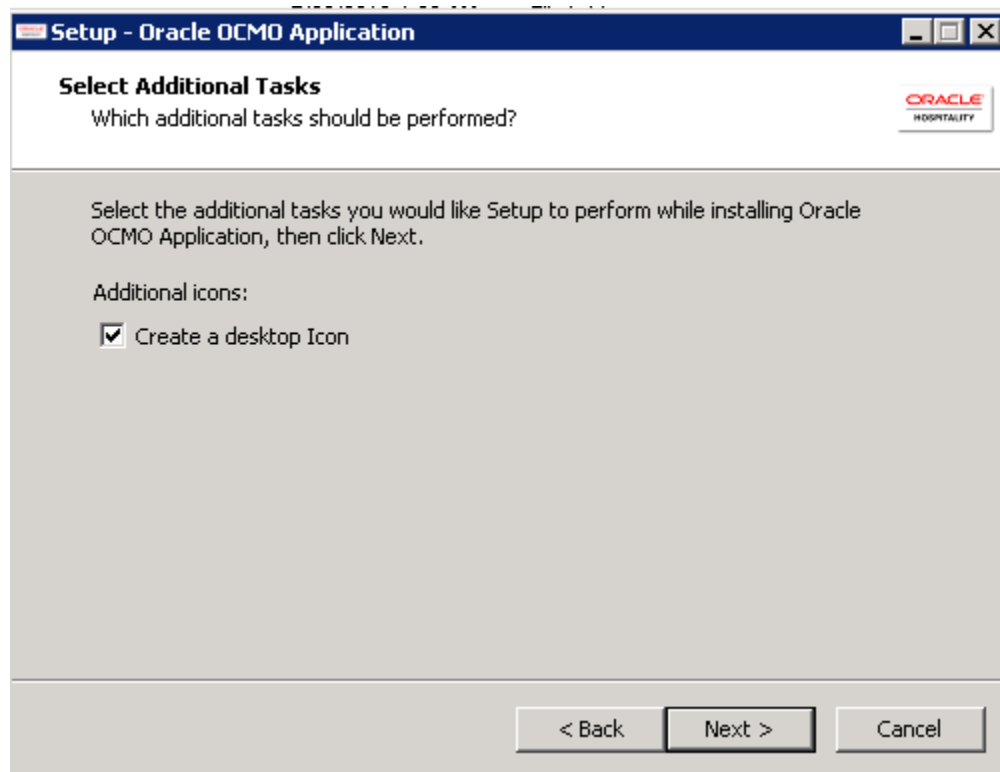 Setup - Oracle OCMO Application
Select Additional Tasks
Which additional tasks should be performed?
ORACLE
HOSPITALITY
Select the additional tasks you would like Setup to perform while installing Oracle
OCMO Application, then click Next.
Additional icons:
Create a desktop Icon
< Back
Next >
Cancel